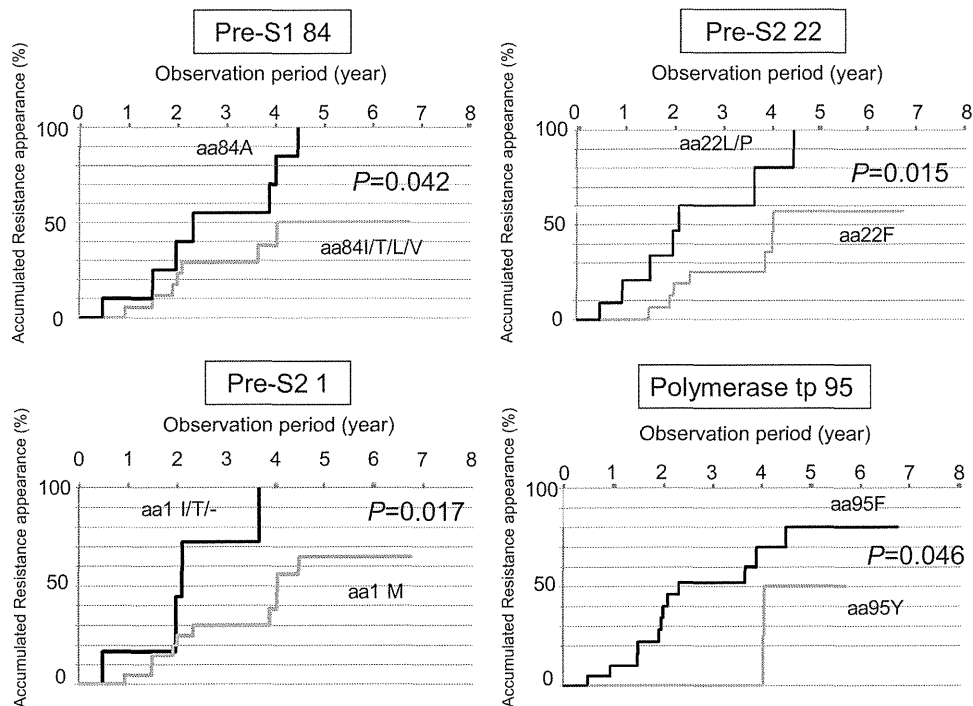 Pre-S1 84
Observation period (year)
0 1 2 3 4 5 6 7 8
Accumulated Resistance appearance (%)
100
50
0
aa84A
P=0.042
aa84I/T/L/V
Pre-S2 22
Observation period (year)
0 1 2 3 4 5 6 7 8
Accumulated Resistance appearance (%)
100
50
0
aa22L/P
P=0.015
aa22F
Pre-S2 1
Observation period (year)
0 1 2 3 4 5 6 7 8
Accumulated Resistance appearance (%)
100
50
0
aa1 I/T/-
P=0.017
aa1 M
Polymerase tp 95
Observation period (year)
0 1 2 3 4 5 6 7 8
Accumulated Resistance appearance (%)
100
50
0
aa95F
P=0.046
aa95Y